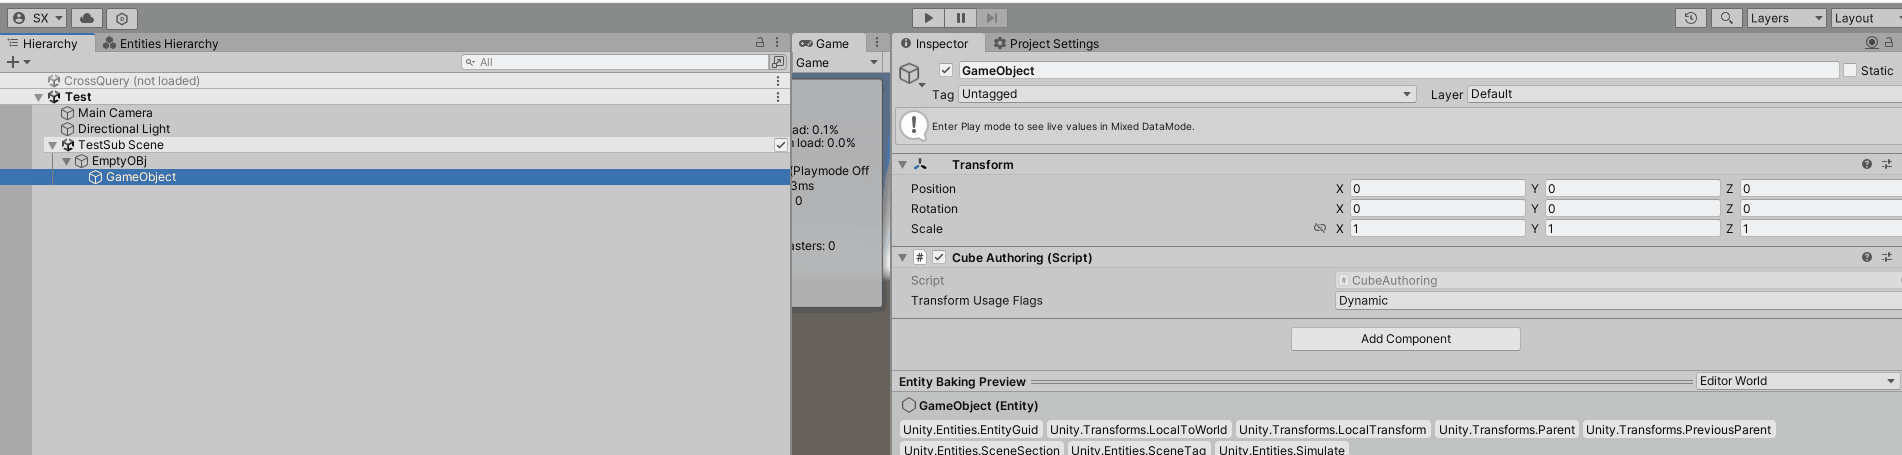 SX
Layers
Layout
Hierarchy
Entities Hierarchy
All
CrossQuery (not loaded)
Test
Main Camera
Directional Light
TestSub Scene
EmptyOBj
GameObject
Game
Game
ad: 0.1%
load: 0.0%
(Playmode Off
3ms
0
asters: 0
Inspector
Project Settings
GameObject
Static
Tag Untagged
Layer Default
Enter Play mode to see live values in Mixed DataMode.
Transform
Position X 0 Y 0 Z 0
Rotation X 0 Y 0 Z 0
Scale X 1 Y 1 Z 1
# Cube Authoring (Script)
Script CubeAuthoring
Transform Usage Flags Dynamic
Add Component
Entity Baking Preview
Editor World
GameObject (Entity)
Unity.Entities.EntityGuid Unity.Transforms.LocalToWorld Unity.Transforms.LocalTransform Unity.Transforms.Parent Unity.Transforms.PreviousParent
Unity.Entities.SceneSection Unity.Entities.SceneTag Unity.Entities.Simulate